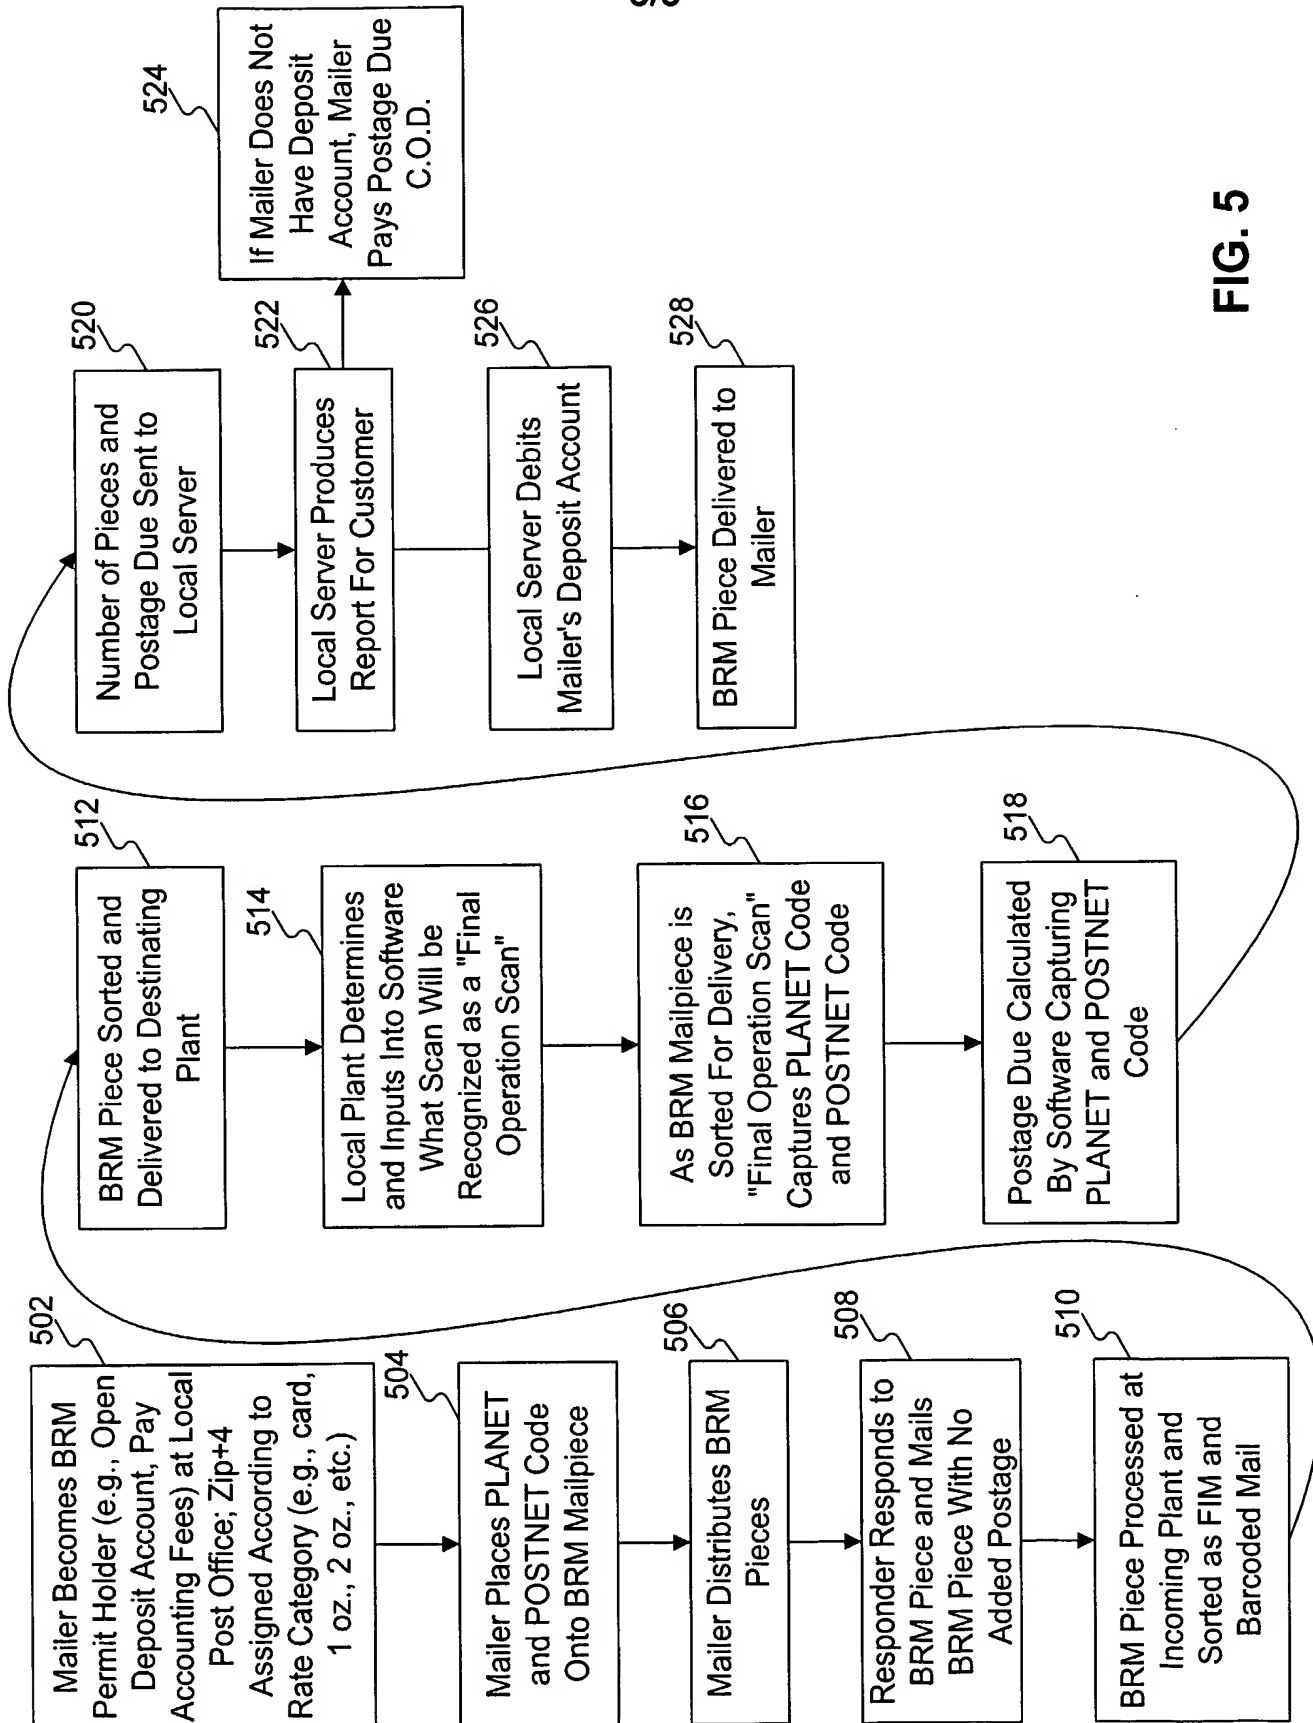 502
Mailer Becomes BRM
Permit Holder (e.g., Open
Deposit Account, Pay
Accounting Fees) at Local
Post Office; Zip+4
Assigned According to
Rate Category (e.g., card,
1 oz., 2 oz., etc.)
504
Mailer Places PLANET
and POSTNET Code
Onto BRM Mailpiece
506
Mailer Distributes BRM
Pieces
508
Responder Responds to
BRM Piece and Mails
BRM Piece With No
Added Postage
510
BRM Piece Processed at
Incoming Plant and
Sorted as FIM and
Barcoded Mail
512
BRM Piece Sorted and
Delivered to Destinating
Plant
514
Local Plant Determines
and Inputs Into Software
What Scan Will be
Recognized as a "Final
Operation Scan"
516
As BRM Mailpiece is
Sorted For Delivery,
"Final Operation Scan"
Captures PLANET Code
and POSTNET Code
518
Postage Due Calculated
By Software Capturing
PLANET and POSTNET
Code
520
Number of Pieces and
Postage Due Sent to
Local Server
522
Local Server Produces
Report For Customer
524
If Mailer Does Not
Have Deposit
Account, Mailer
Pays Postage Due
C.O.D.
526
Local Server Debits
Mailer's Deposit Account
528
BRM Piece Delivered to
Mailer
FIG. 5